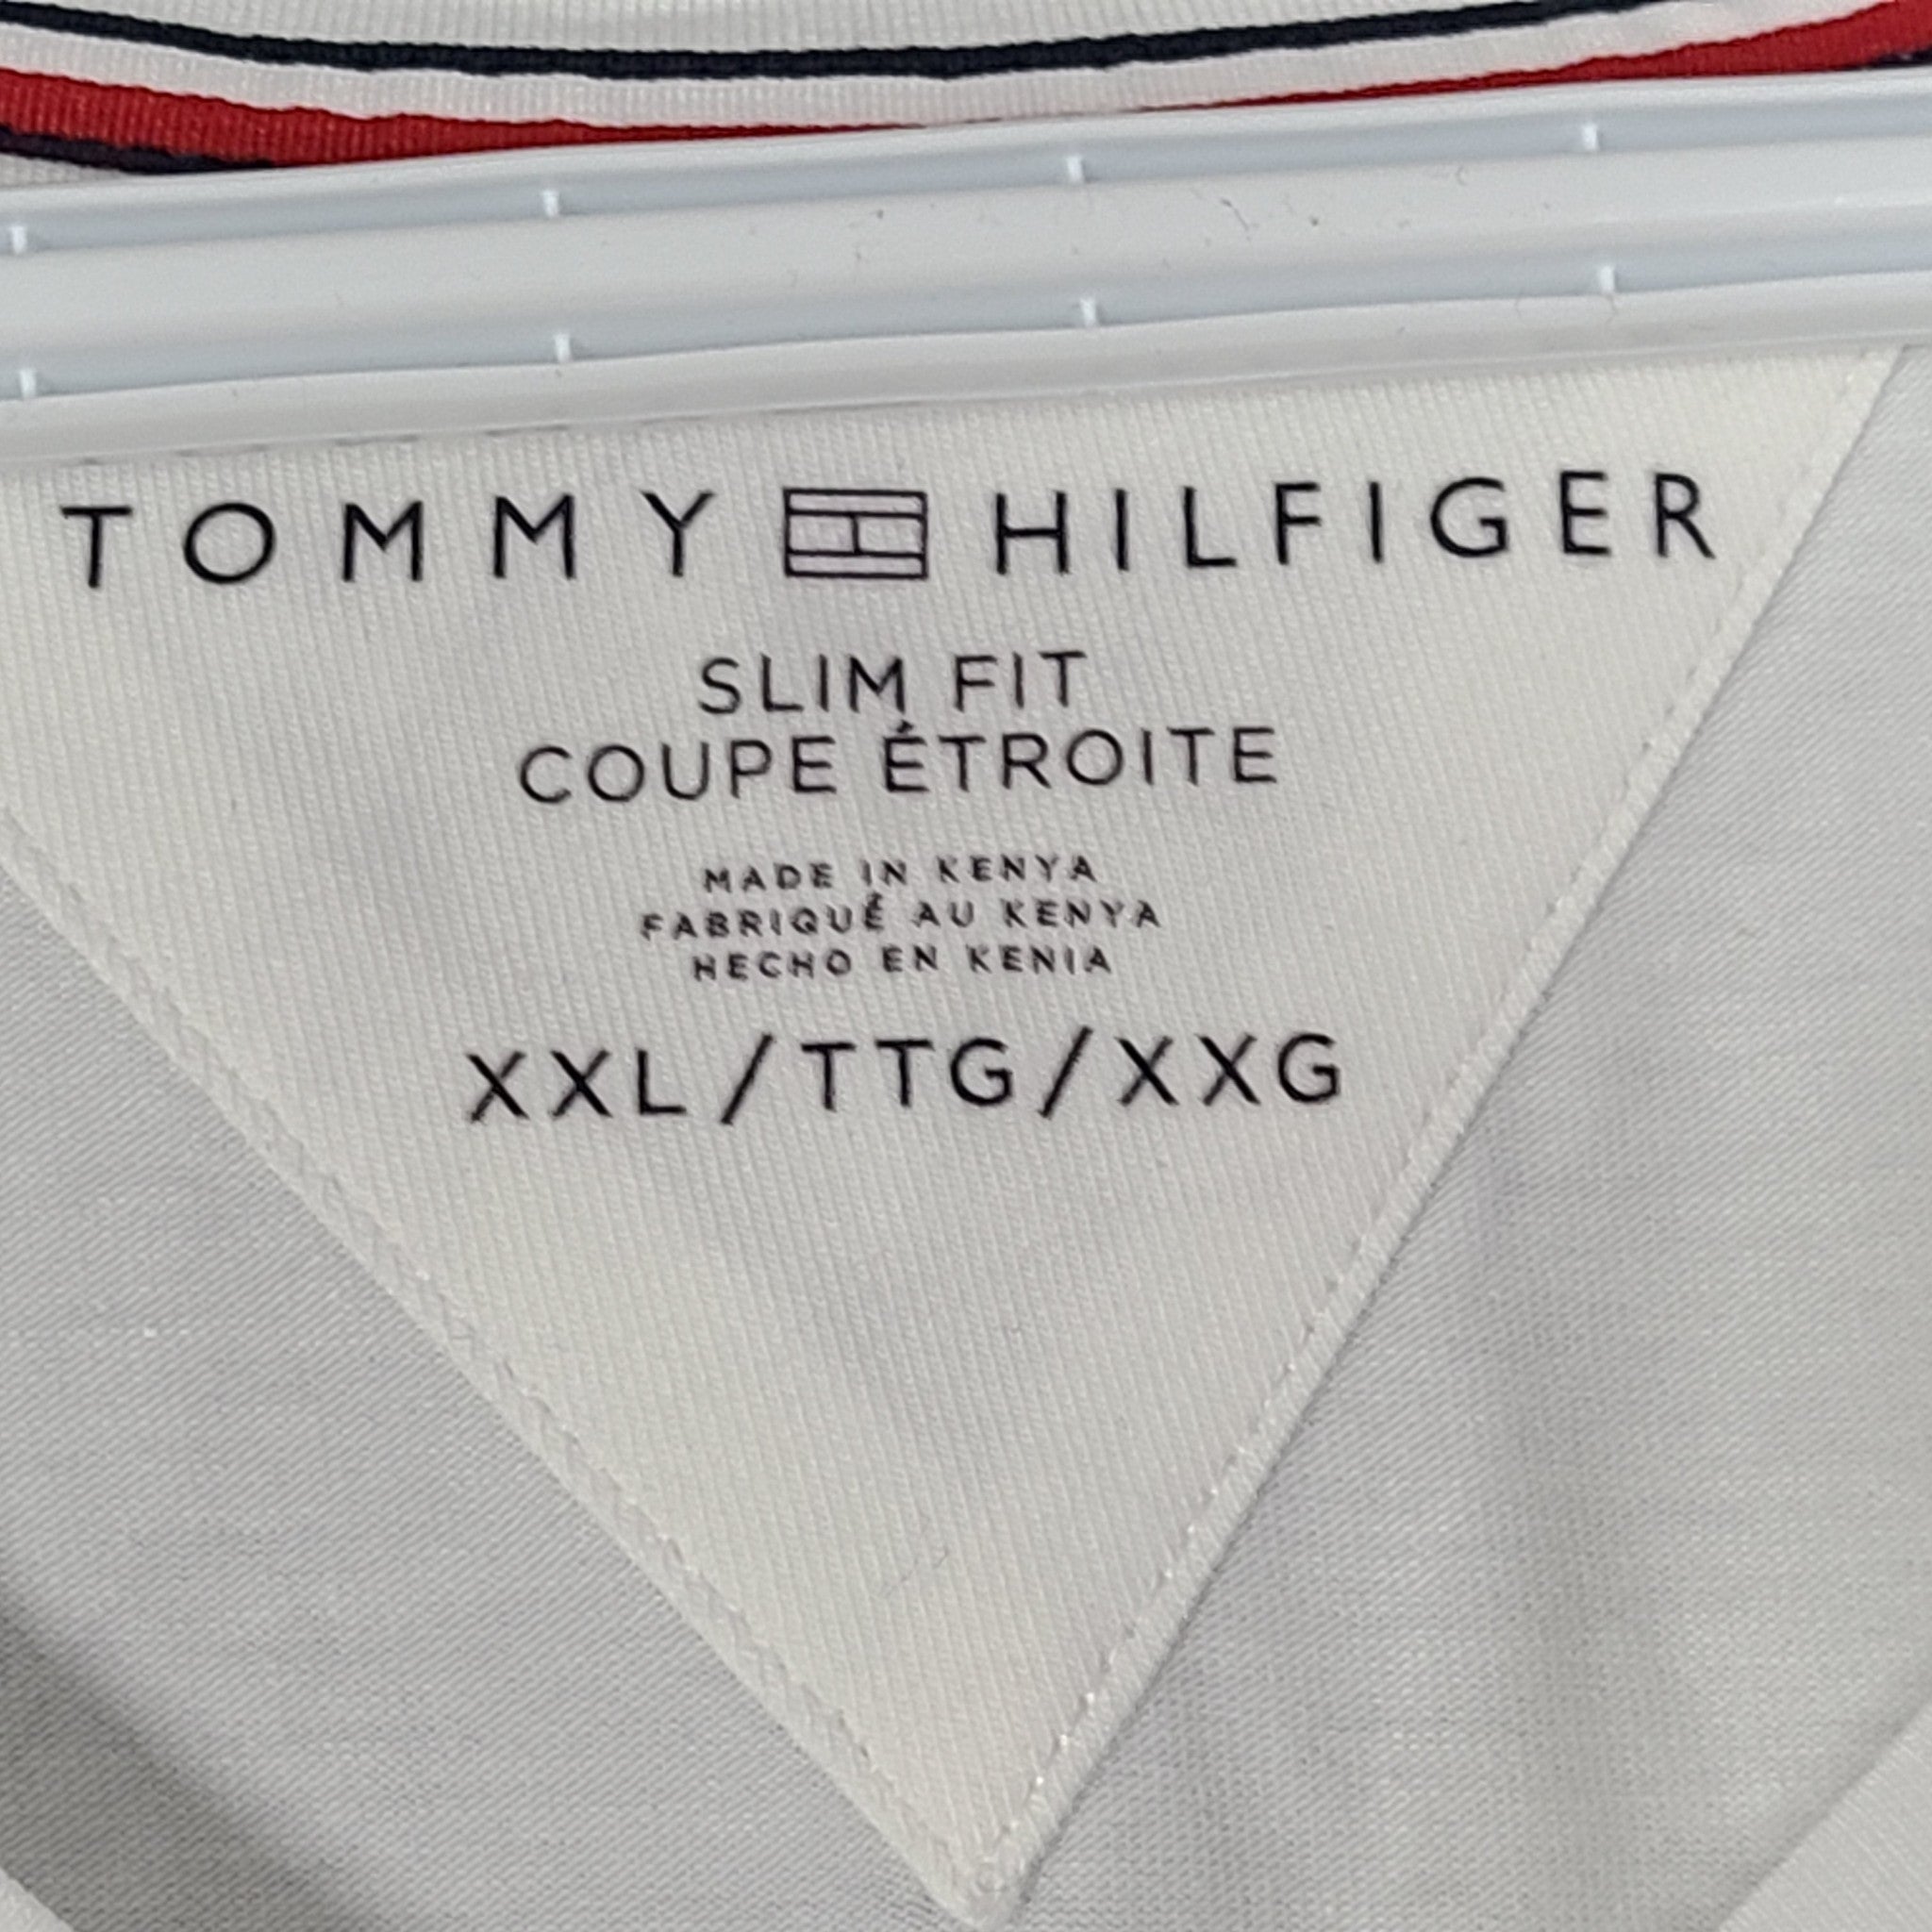 TOMMY HILFIGER
SLIM FIT
COUPE ÉTROITE
MADE IN KENYA
FABRIQUÉ AU KENYA
HECHO EN KENIA
XXL/TTG/XXG